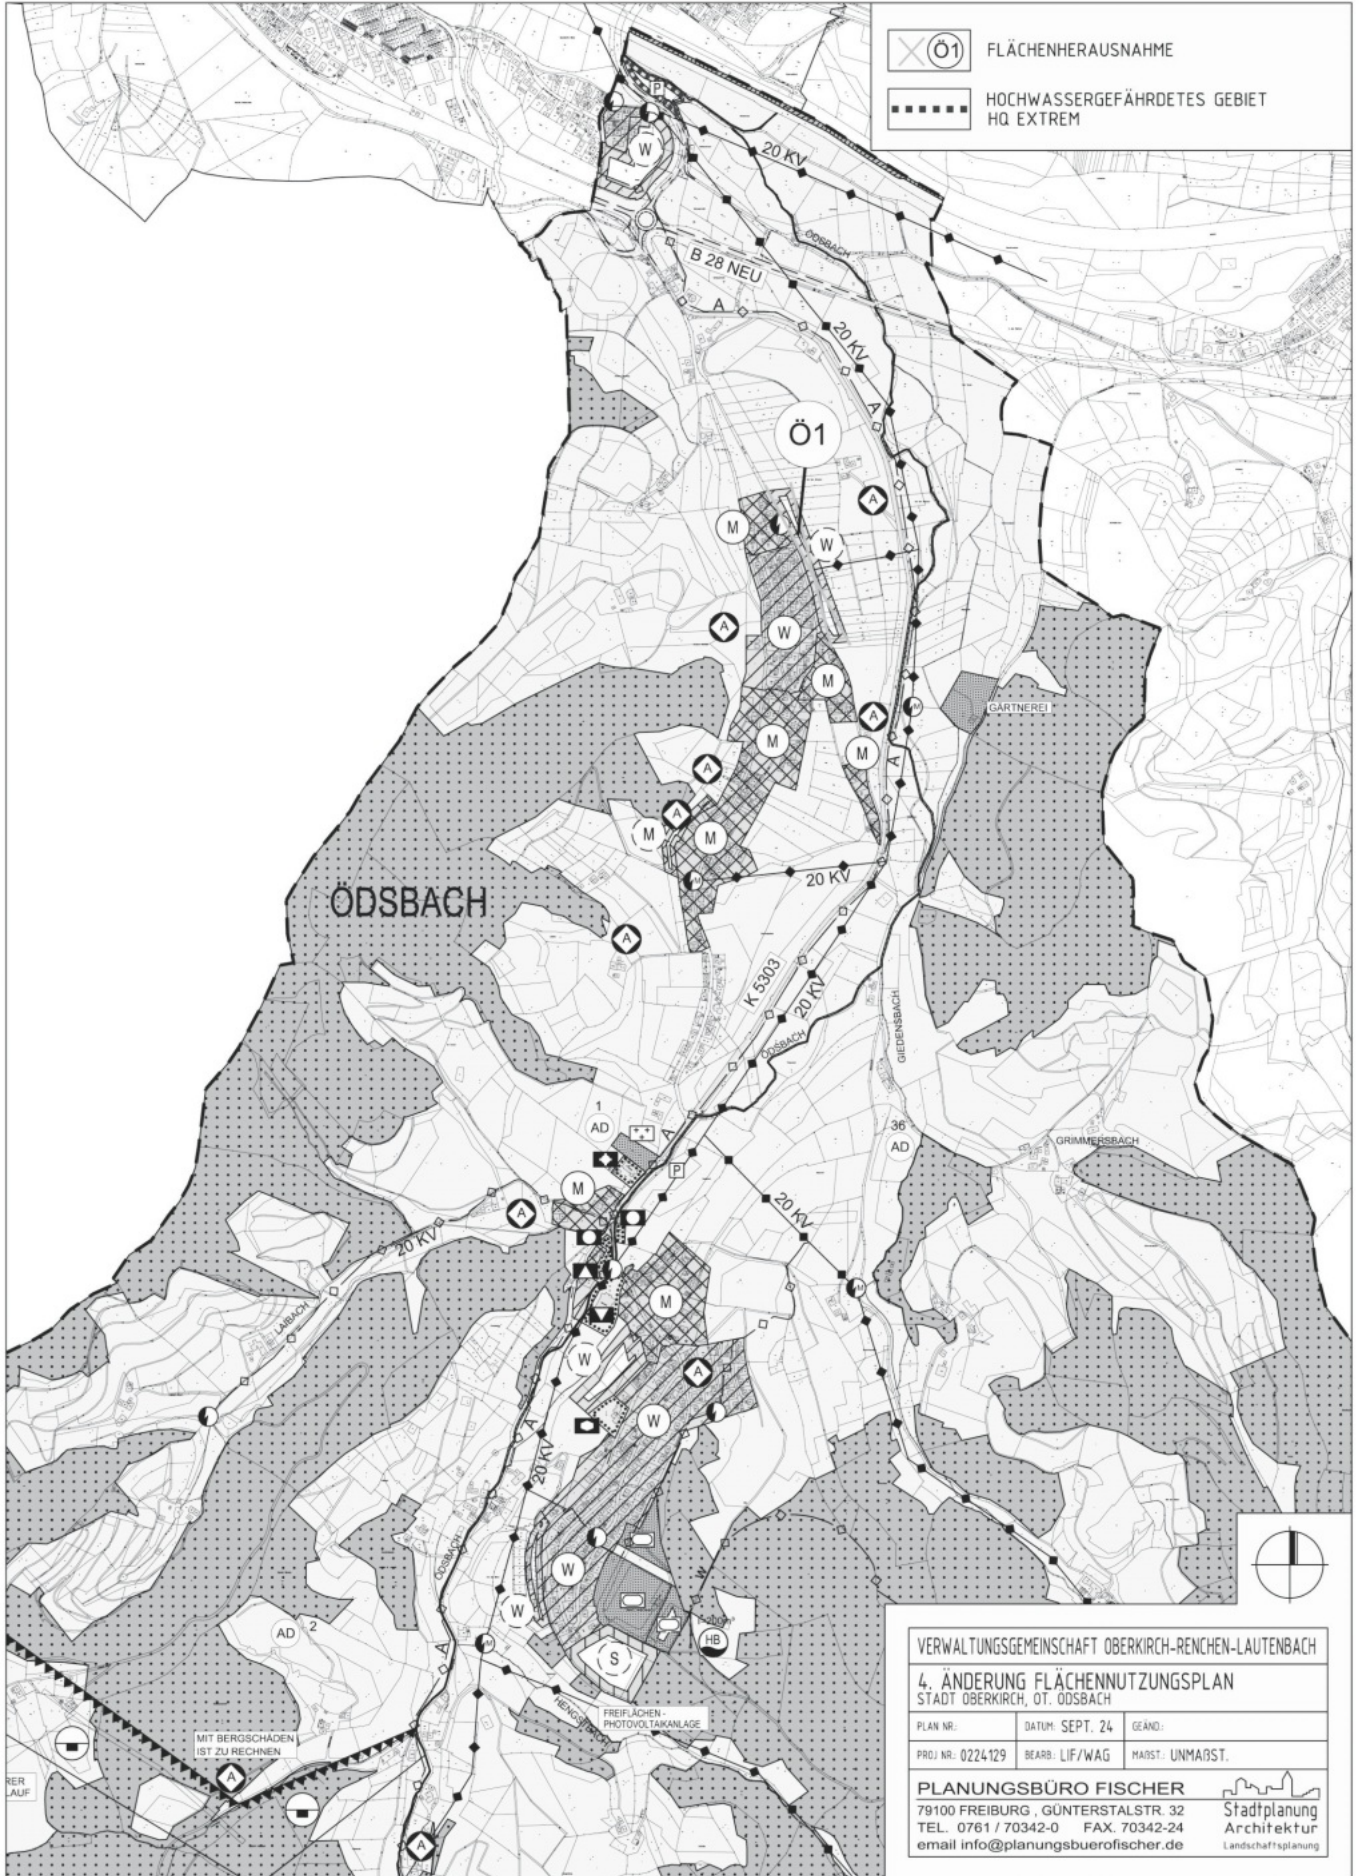 Ö1
FLÄCHENHERAUSNAHME
HOCHWASSERGEFÄHRDETES GEBIET
HQ EXTREM
P
W
20 KV
ÖDSBACH
B 28 NEU
A
20 KV
A
Ö1
A
M
W
A
W
M
GÄRTNEREI
A
M
M
M
A
A
A
M
M
M
20 KV
ÖDSBACH
A
K 5303
20 KV
ÖDSBACH
GIEDENSBACH
1
AD
36
AD
GRIMMERSBACH
A
P
M
A
20 KV
20 KV
LAIBACH
M
W
A
W
A
20 KV
ÖDSBACH
W
W
W
HB
AD 2
A
S
FREIFLÄCHEN -
PHOTOVOLTAIKANLAGE
MIT BERGSCHÄDEN
IST ZU RECHNEN
A
RER
LAUF
A
VERWALTUNGSGEMEINSCHAFT OBERKIRCH-RENCHEN-LAUTENBACH
4. ÄNDERUNG FLÄCHENNUTZUNGSPLAN
STADT OBERKIRCH, OT. ÖDSBACH
PLAN NR.: DATUM: SEPT. 24 GEÄND.:
PROJ NR.: 0224129 BEARB.: LIF/WAG MAßST.: UNMAßST.
PLANUNGSBÜRO FISCHER
79100 FREIBURG , GÜNTERSTALSTR. 32
TEL. 0761 / 70342-0 FAX. 70342-24
email info@planungsbuerofischer.de
Stadtplanung
Architektur
Landschaftsplanung